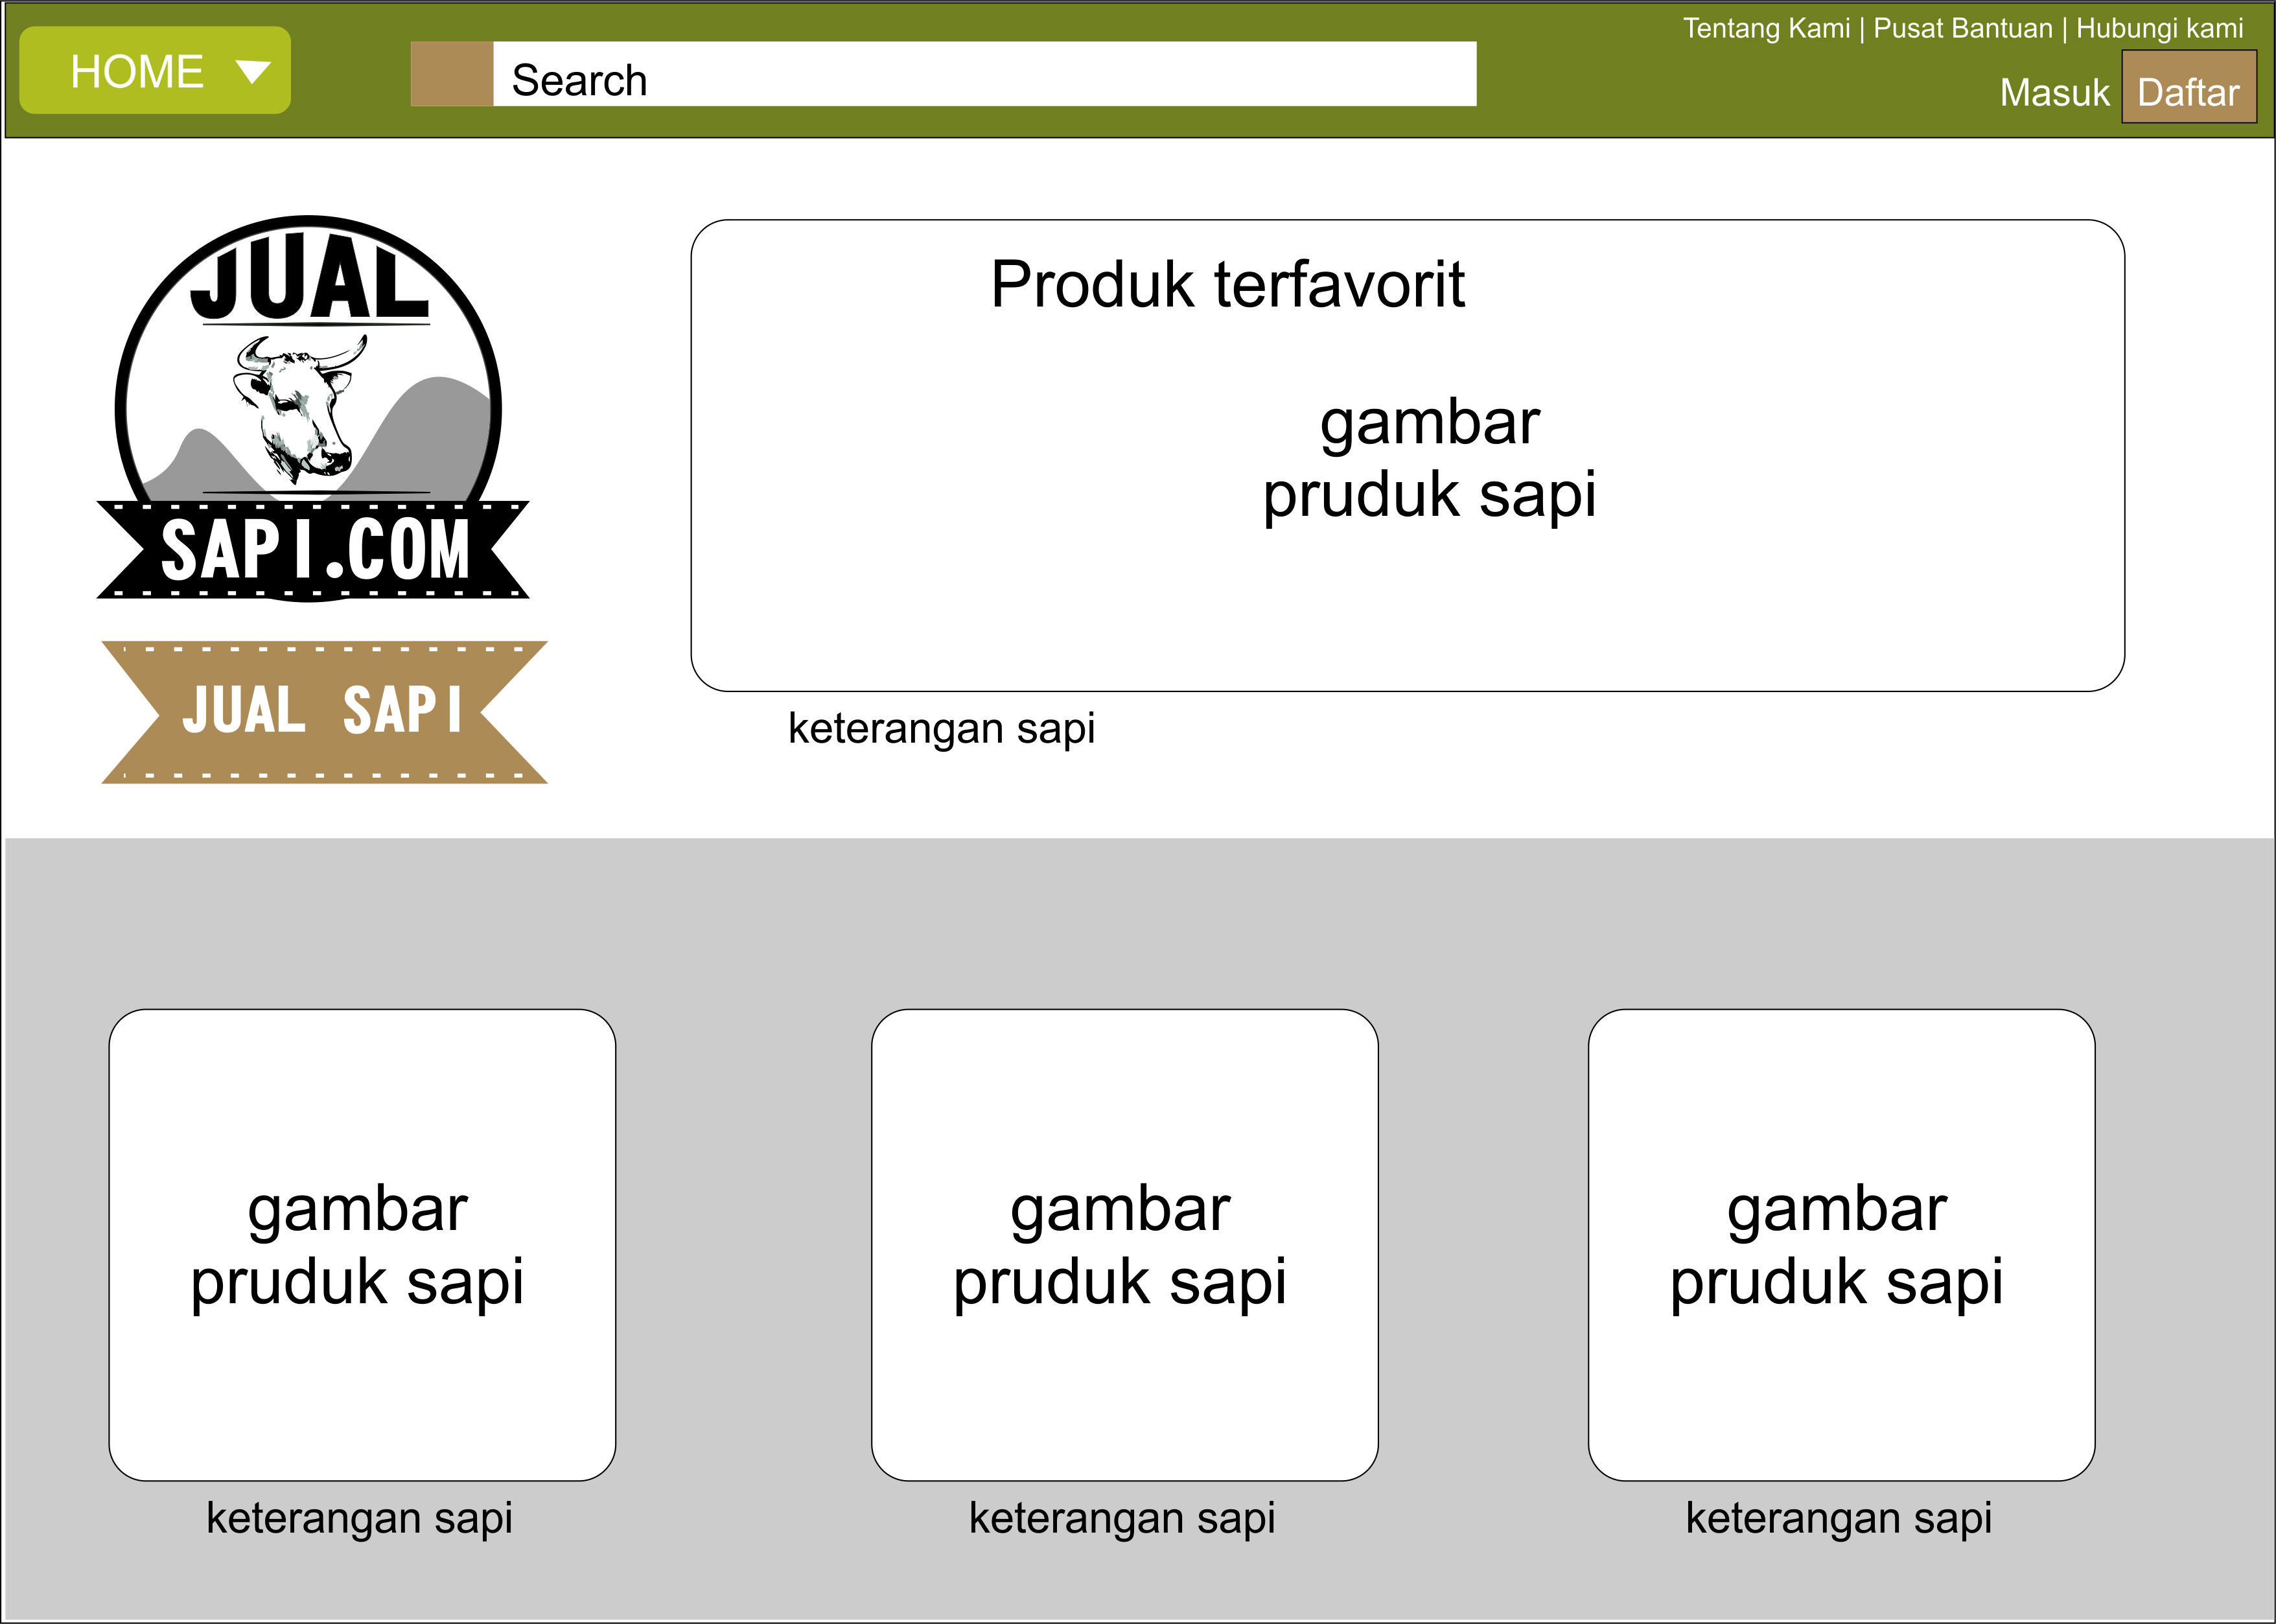 Tentang Kami | Pusat Bantuan | Hubungi kami
HOME
Search
Masuk
Daftar
JUAL
SAPI.COM
JUAL SAPI
Produk terfavorit
gambar
pruduk sapi
keterangan sapi
gambar
pruduk sapi
keterangan sapi
gambar
pruduk sapi
keterangan sapi
gambar
pruduk sapi
keterangan sapi